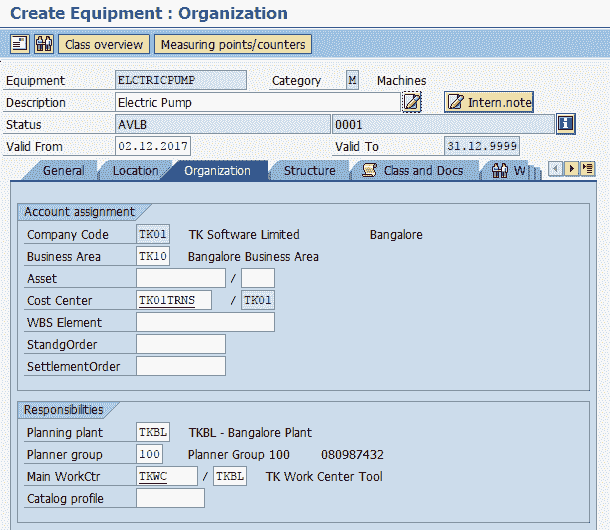 Create Equipment : Organization
Class overview Measuring points/counters
Equipment ELCTRICPUMP Category M Machines
Description Electric Pump Intern.note
Status AVLB 0001
Valid From 02.12.2017 Valid To 31.12.9999
General Location Organization Structure Class and Docs W
Account assignment
Company Code TK01 TK Software Limited Bangalore
Business Area TK10 Bangalore Business Area
Asset /
Cost Center TK01TRNS / TK01
WBS Element
StandgOrder
SettlementOrder
Responsibilities
Planning plant TKBL TKBL - Bangalore Plant
Planner group 100 Planner Group 100 080987432
Main WorkCtr TKWC / TKBL TK Work Center Tool
Catalog profile